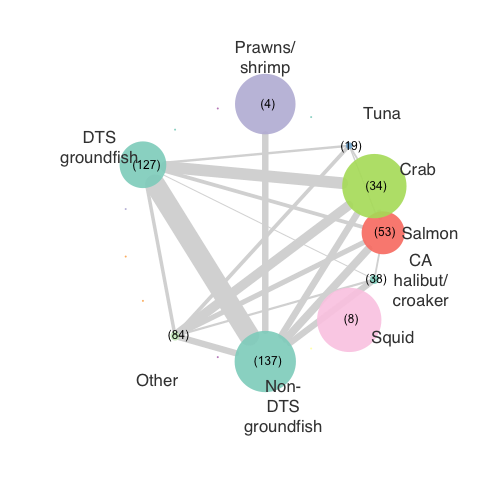 Prawns/
shrimp
(4)
Tuna
(19)
DTS
groundfish
(127)
Crab
(34)
Salmon
(53)
CA
halibut/
croaker
(38)
Squid
(8)
Other
(84)
(137)
Non-
DTS
groundfish